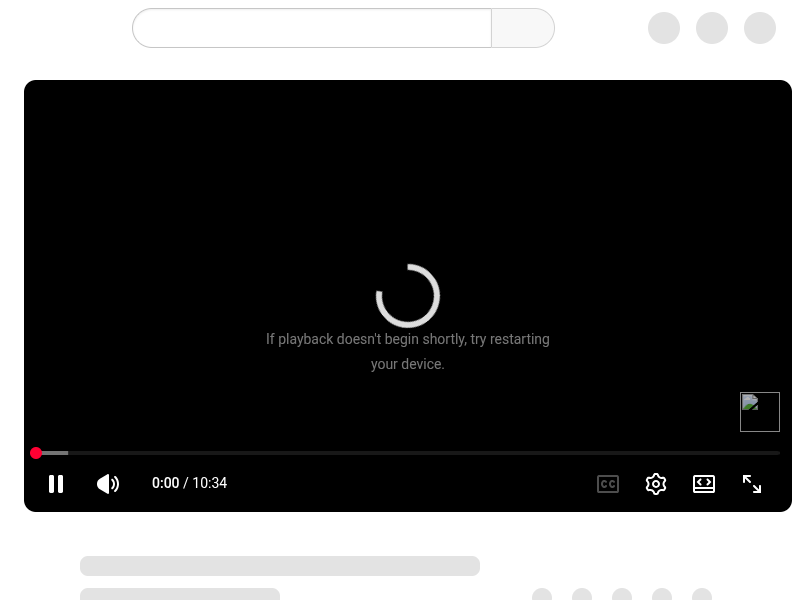 If playback doesn't begin shortly, try restarting
your device.
0:00 / 10:34
CC